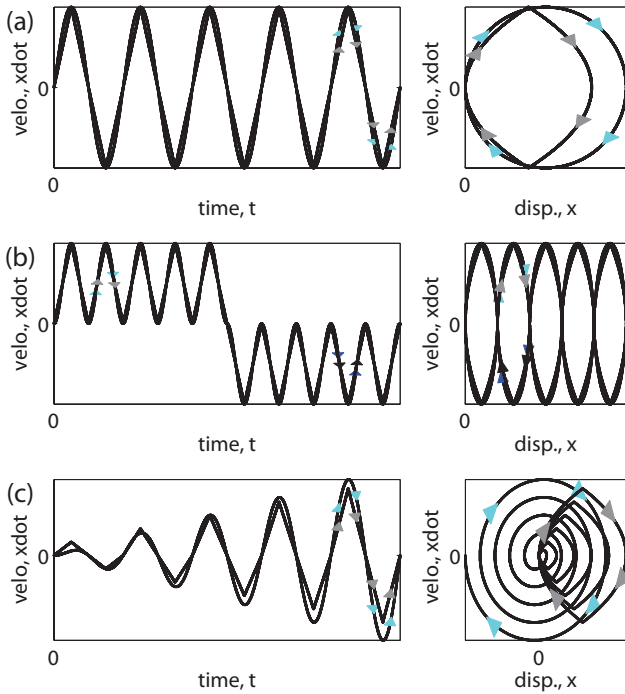 (a)
velo., xdot
0
0
time, t
velo., xdot
0
disp., x
(b)
velo., xdot
0
0
time, t
velo., xdot
0
disp., x
(c)
velo, xdot
0
0
time, t
velo., xdot
0
0
disp., x